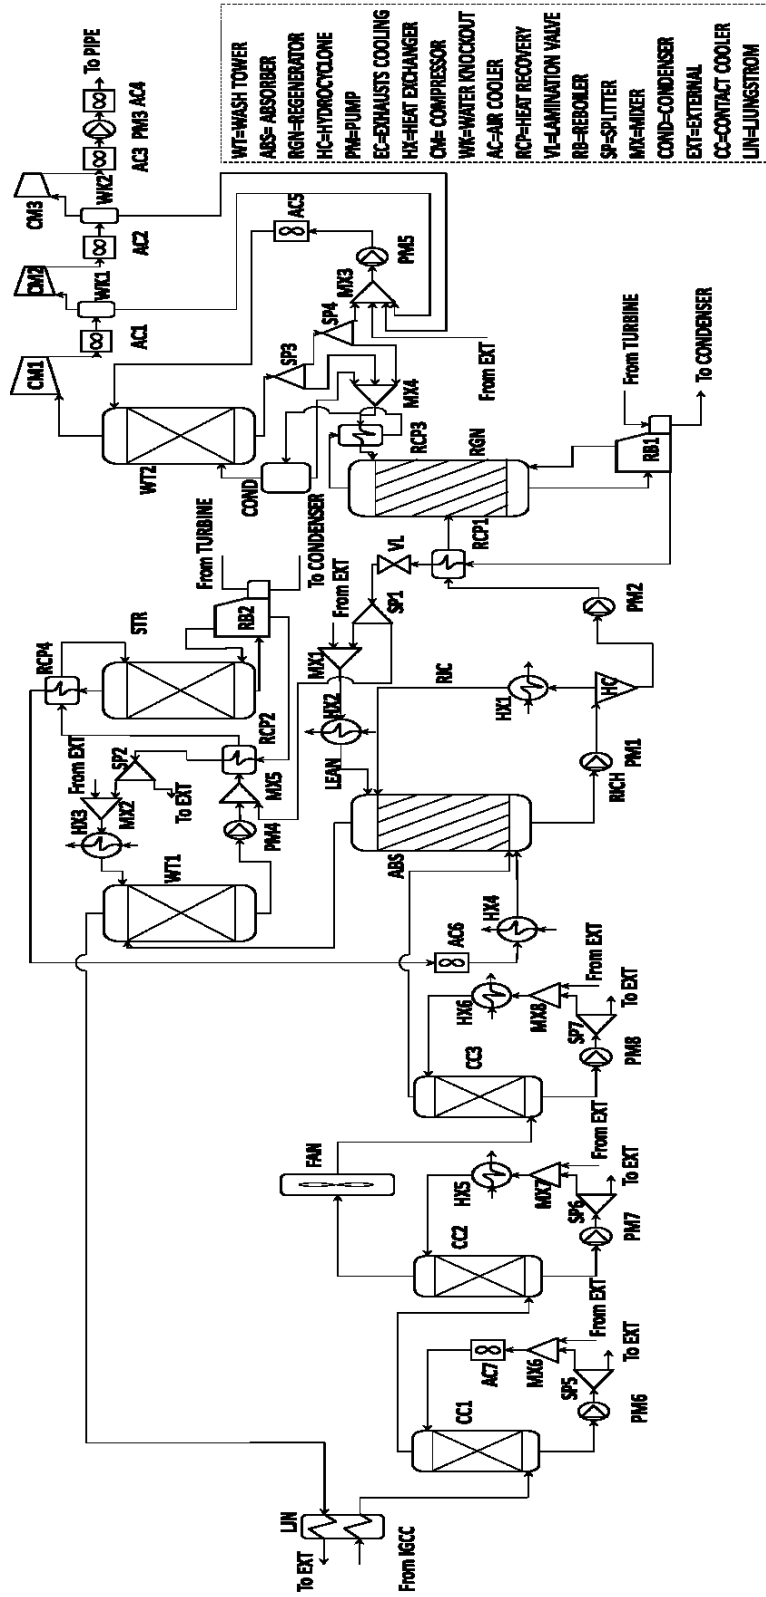 WT=WASH TOWER
ABS= ABSORBER
RGN=REGENERATOR
HC=HYDROCYCLONE
PM=PUMP
EC=EXHAUSTS COOLING
HX=HEAT EXCHANGER
CM= COMPRESSOR
WK=WATER KNOCKOUT
AC=AIR COOLER
RCP=HEAT RECOVERY
VL=LAMINATION VALVE
RB=REBOILER
SP=SPLITTER
MX=MIXER
COND=CONDENSER
EXT=EXTERNAL
CC=CONTACT COOLER
LJN=LJUNGSTROM
LJN
To EXT
From IGCC
CC1
AC7
MX6
SP5
PM6
From EXT
To EXT
CC2
HX5
MX7
SP6
PM7
From EXT
To EXT
FAN
CC3
HX6
MX8
SP7
PM8
From EXT
To EXT
AC6
HX4
WT1
HX3
MX2
From EXT
SP2
To EXT
PM4
MX5
RCP2
RCP4
STR
RB2
From TURBINE
To CONDENSER
ABS
LEAN
HX2
MX1
From EXT
SP1
VL
RIC
HX1
RICH
PM1
HC
PM2
RCP1
RGN
RCP3
RB1
From TURBINE
To CONDENSER
WT2
COND
SP3
SP4
MX4
MX3
From EXT
PM5
AC5
CM1
AC1
WK1
CM2
AC2
WK2
CM3
AC3
PM3
AC4
To PIPE